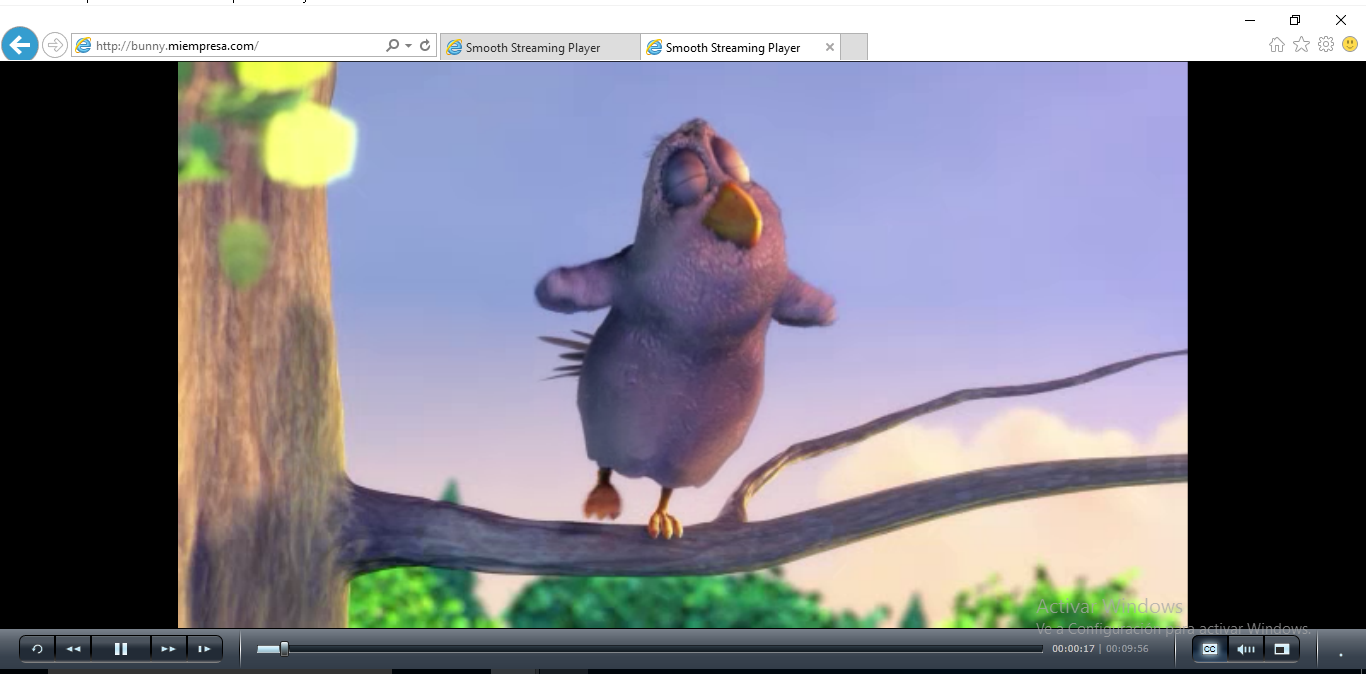 http://bunny.miempresa.com/
Smooth Streaming Player
Smooth Streaming Player
Activar Windows
Ve a Configuración para activar Windows.
00:00:17 | 00:09:56
CC